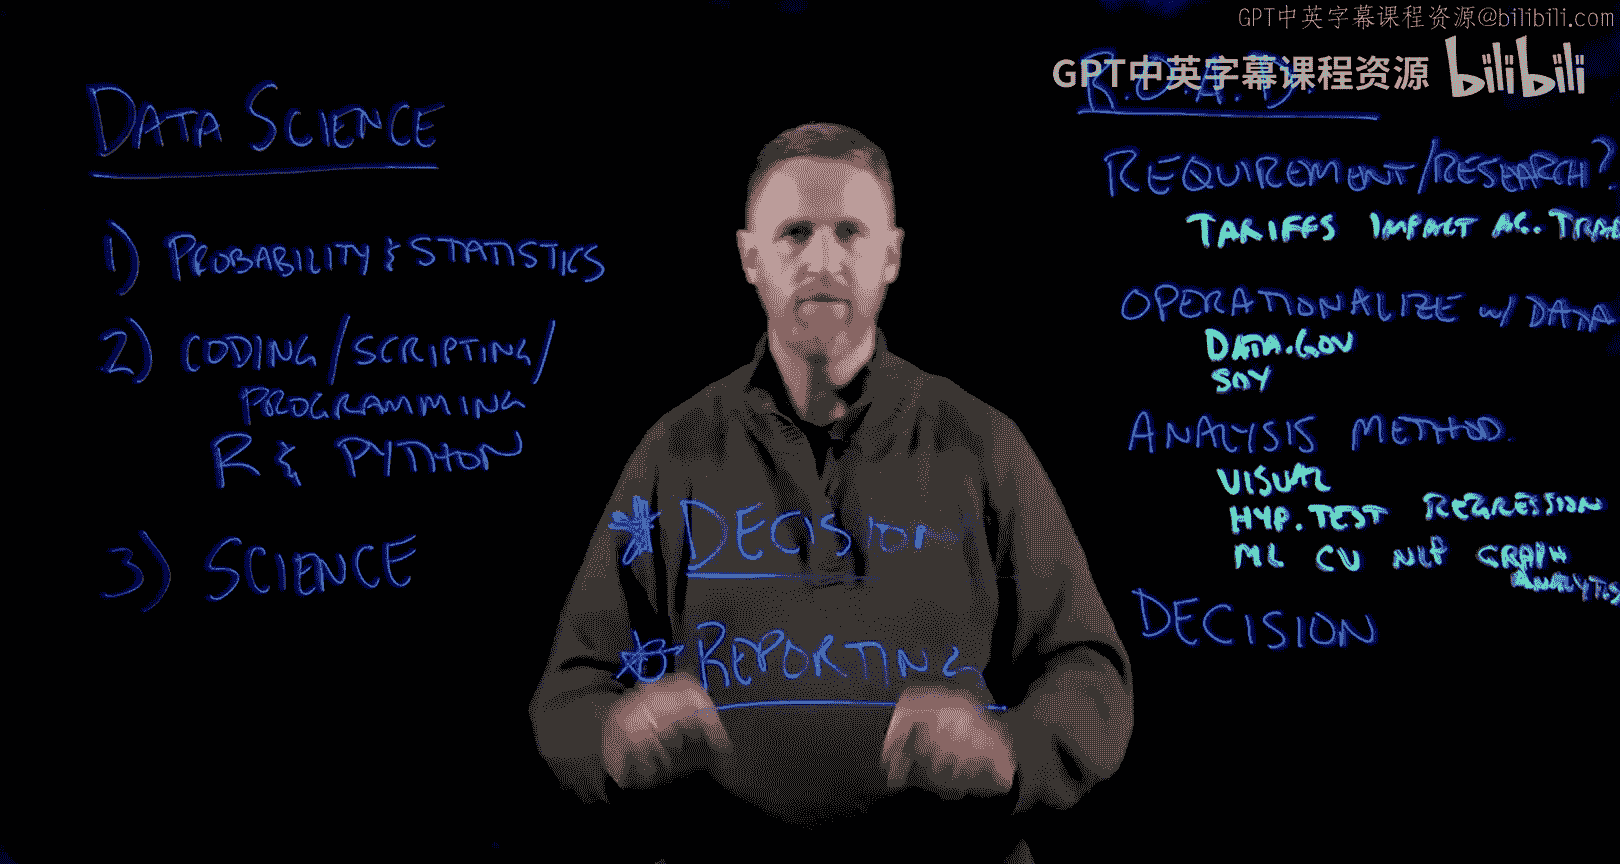 GPT中英字幕课程资源@bilibili.com
GPT中英字幕课程资源 bilibili
DATA SCIENCE
1) PROBABILITY & STATISTICS
2) CODING/SCRIPTING/
PROGRAMMING
R & PYTHON
3) SCIENCE
* DECISION
* REPORTING
R.O.A.D.
REQUIREMENT/RESEARCH?
TARIFFS IMPACT AG. TRAD
OPERATIONALIZE w/ DATA
DATA.GOV
SOY
ANALYSIS METHOD.
VISUAL
HYP. TEST REGRESSION
ML CV NLP GRAPH
ANALYTICS
DECISION